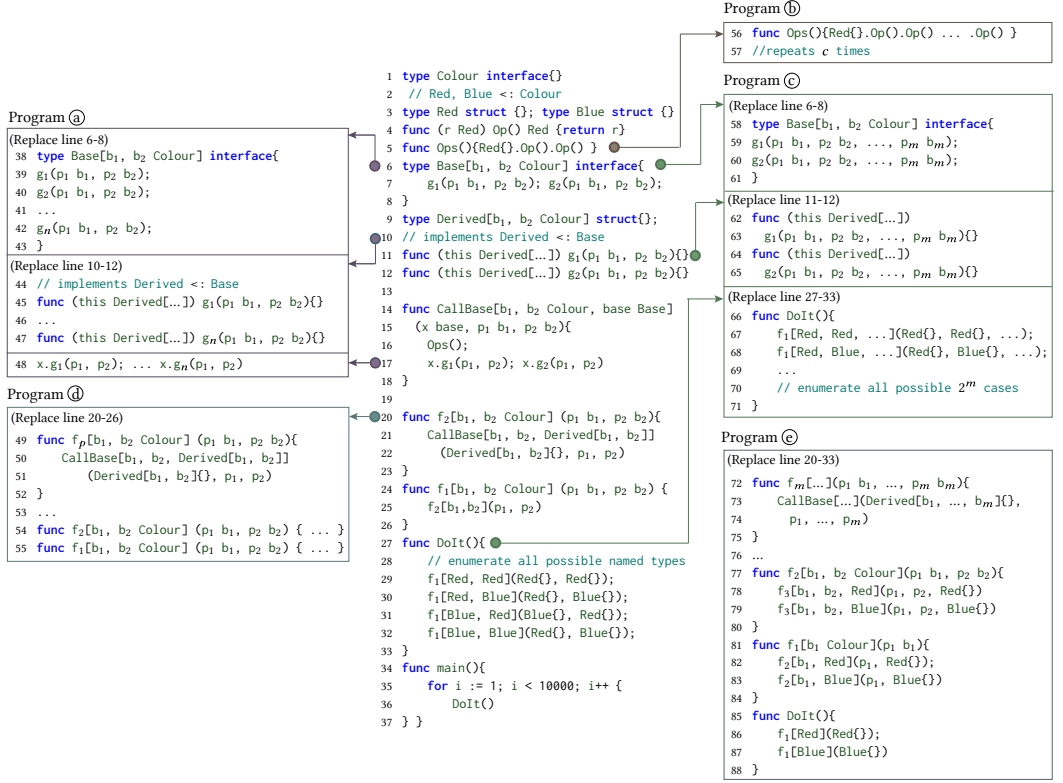 Program ⓐ
(Replace line 6-8)
38 type Base[b₁, b₂ Colour] interface{
39 g₁(p₁ b₁, p₂ b₂);
40 g₂(p₁ b₁, p₂ b₂);
41 ...
42 gₙ(p₁ b₁, p₂ b₂);
43 }
(Replace line 10-12)
44 // implements Derived <: Base
45 func (this Derived[…]) g₁(p₁ b₁, p₂ b₂){}
46 ...
47 func (this Derived[…]) gₙ(p₁ b₁, p₂ b₂){}
48 x.g₁(p₁, p₂); ... x.gₙ(p₁, p₂)
Program ⓓ
(Replace line 20-26)
49 func fₚ[b₁, b₂ Colour] (p₁ b₁, p₂ b₂){
50 CallBase[b₁, b₂, Derived[b₁, b₂]]
51 (Derived[b₁, b₂]{}, p₁, p₂)
52 }
53 ...
54 func f₂[b₁, b₂ Colour] (p₁ b₁, p₂ b₂) { ... }
55 func f₁[b₁, b₂ Colour] (p₁ b₁, p₂ b₂) { ... }
1 type Colour interface{}
2 // Red, Blue <: Colour
3 type Red struct {}; type Blue struct {}
4 func (r Red) Op() Red {return r}
5 func Ops(){Red{}.Op().Op() }
6 type Base[b₁, b₂ Colour] interface{
7 g₁(p₁ b₁, p₂ b₂); g₂(p₁ b₁, p₂ b₂);
8 }
9 type Derived[b₁, b₂ Colour] struct{};
10 // implements Derived <: Base
11 func (this Derived[…]) g₁(p₁ b₁, p₂ b₂){}
12 func (this Derived[…]) g₂(p₁ b₁, p₂ b₂){}
13
14 func CallBase[b₁, b₂ Colour, base Base]
15 (x base, p₁ b₁, p₂ b₂){
16 Ops();
17 x.g₁(p₁, p₂); x.g₂(p₁, p₂)
18 }
19
20 func f₂[b₁, b₂ Colour] (p₁ b₁, p₂ b₂){
21 CallBase[b₁, b₂, Derived[b₁, b₂]]
22 (Derived[b₁, b₂]{}, p₁, p₂)
23 }
24 func f₁[b₁, b₂ Colour] (p₁ b₁, p₂ b₂) {
25 f₂[b₁,b₂](p₁, p₂)
26 }
27 func DoIt(){
28 // enumerate all possible named types
29 f₁[Red, Red](Red{}, Red{});
30 f₁[Red, Blue](Red{}, Blue{});
31 f₁[Blue, Red](Blue{}, Red{});
32 f₁[Blue, Blue](Red{}, Blue{});
33 }
34 func main(){
35 for i := 1; i < 10000; i++ {
36 DoIt()
37 } }
Program ⓑ
56 func Ops(){Red{}.Op().Op() ... .Op() }
57 //repeats c times
Program ⓒ
(Replace line 6-8)
58 type Base[b₁, b₂ Colour] interface{
59 g₁(p₁ b₁, p₂ b₂, ..., pₘ bₘ);
60 g₂(p₁ b₁, p₂ b₂, ..., pₘ bₘ);
61 }
(Replace line 11-12)
62 func (this Derived[…])
63 g₁(p₁ b₁, p₂ b₂, ..., pₘ bₘ){}
64 func (this Derived[…])
65 g₂(p₁ b₁, p₂ b₂, ..., pₘ bₘ){}
(Replace line 27-33)
66 func DoIt(){
67 f₁[Red, Red, ...](Red{}, Red{}, ...);
68 f₁[Red, Blue, ...](Red{}, Blue{}, ...);
69 ...
70 // enumerate all possible 2ᵐ cases
71 }
Program ⓔ
(Replace line 20-33)
72 func fₘ[...](p₁ b₁, ..., pₘ bₘ){
73 CallBase[...](Derived[b₁, ..., bₘ]{},
74 p₁, ..., pₘ)
75 }
76 ...
77 func f₂[b₁, b₂ Colour](p₁ b₁, p₂ b₂){
78 f₃[b₁, b₂, Red](p₁, p₂, Red{})
79 f₃[b₁, b₂, Blue](p₁, p₂, Blue{})
80 }
81 func f₁[b₁ Colour](p₁ b₁){
82 f₂[b₁, Red](p₁, Red{});
83 f₂[b₁, Blue](p₁, Blue{})
84 }
85 func DoIt(){
86 f₁[Red](Red{});
87 f₁[Blue](Blue{})
88 }